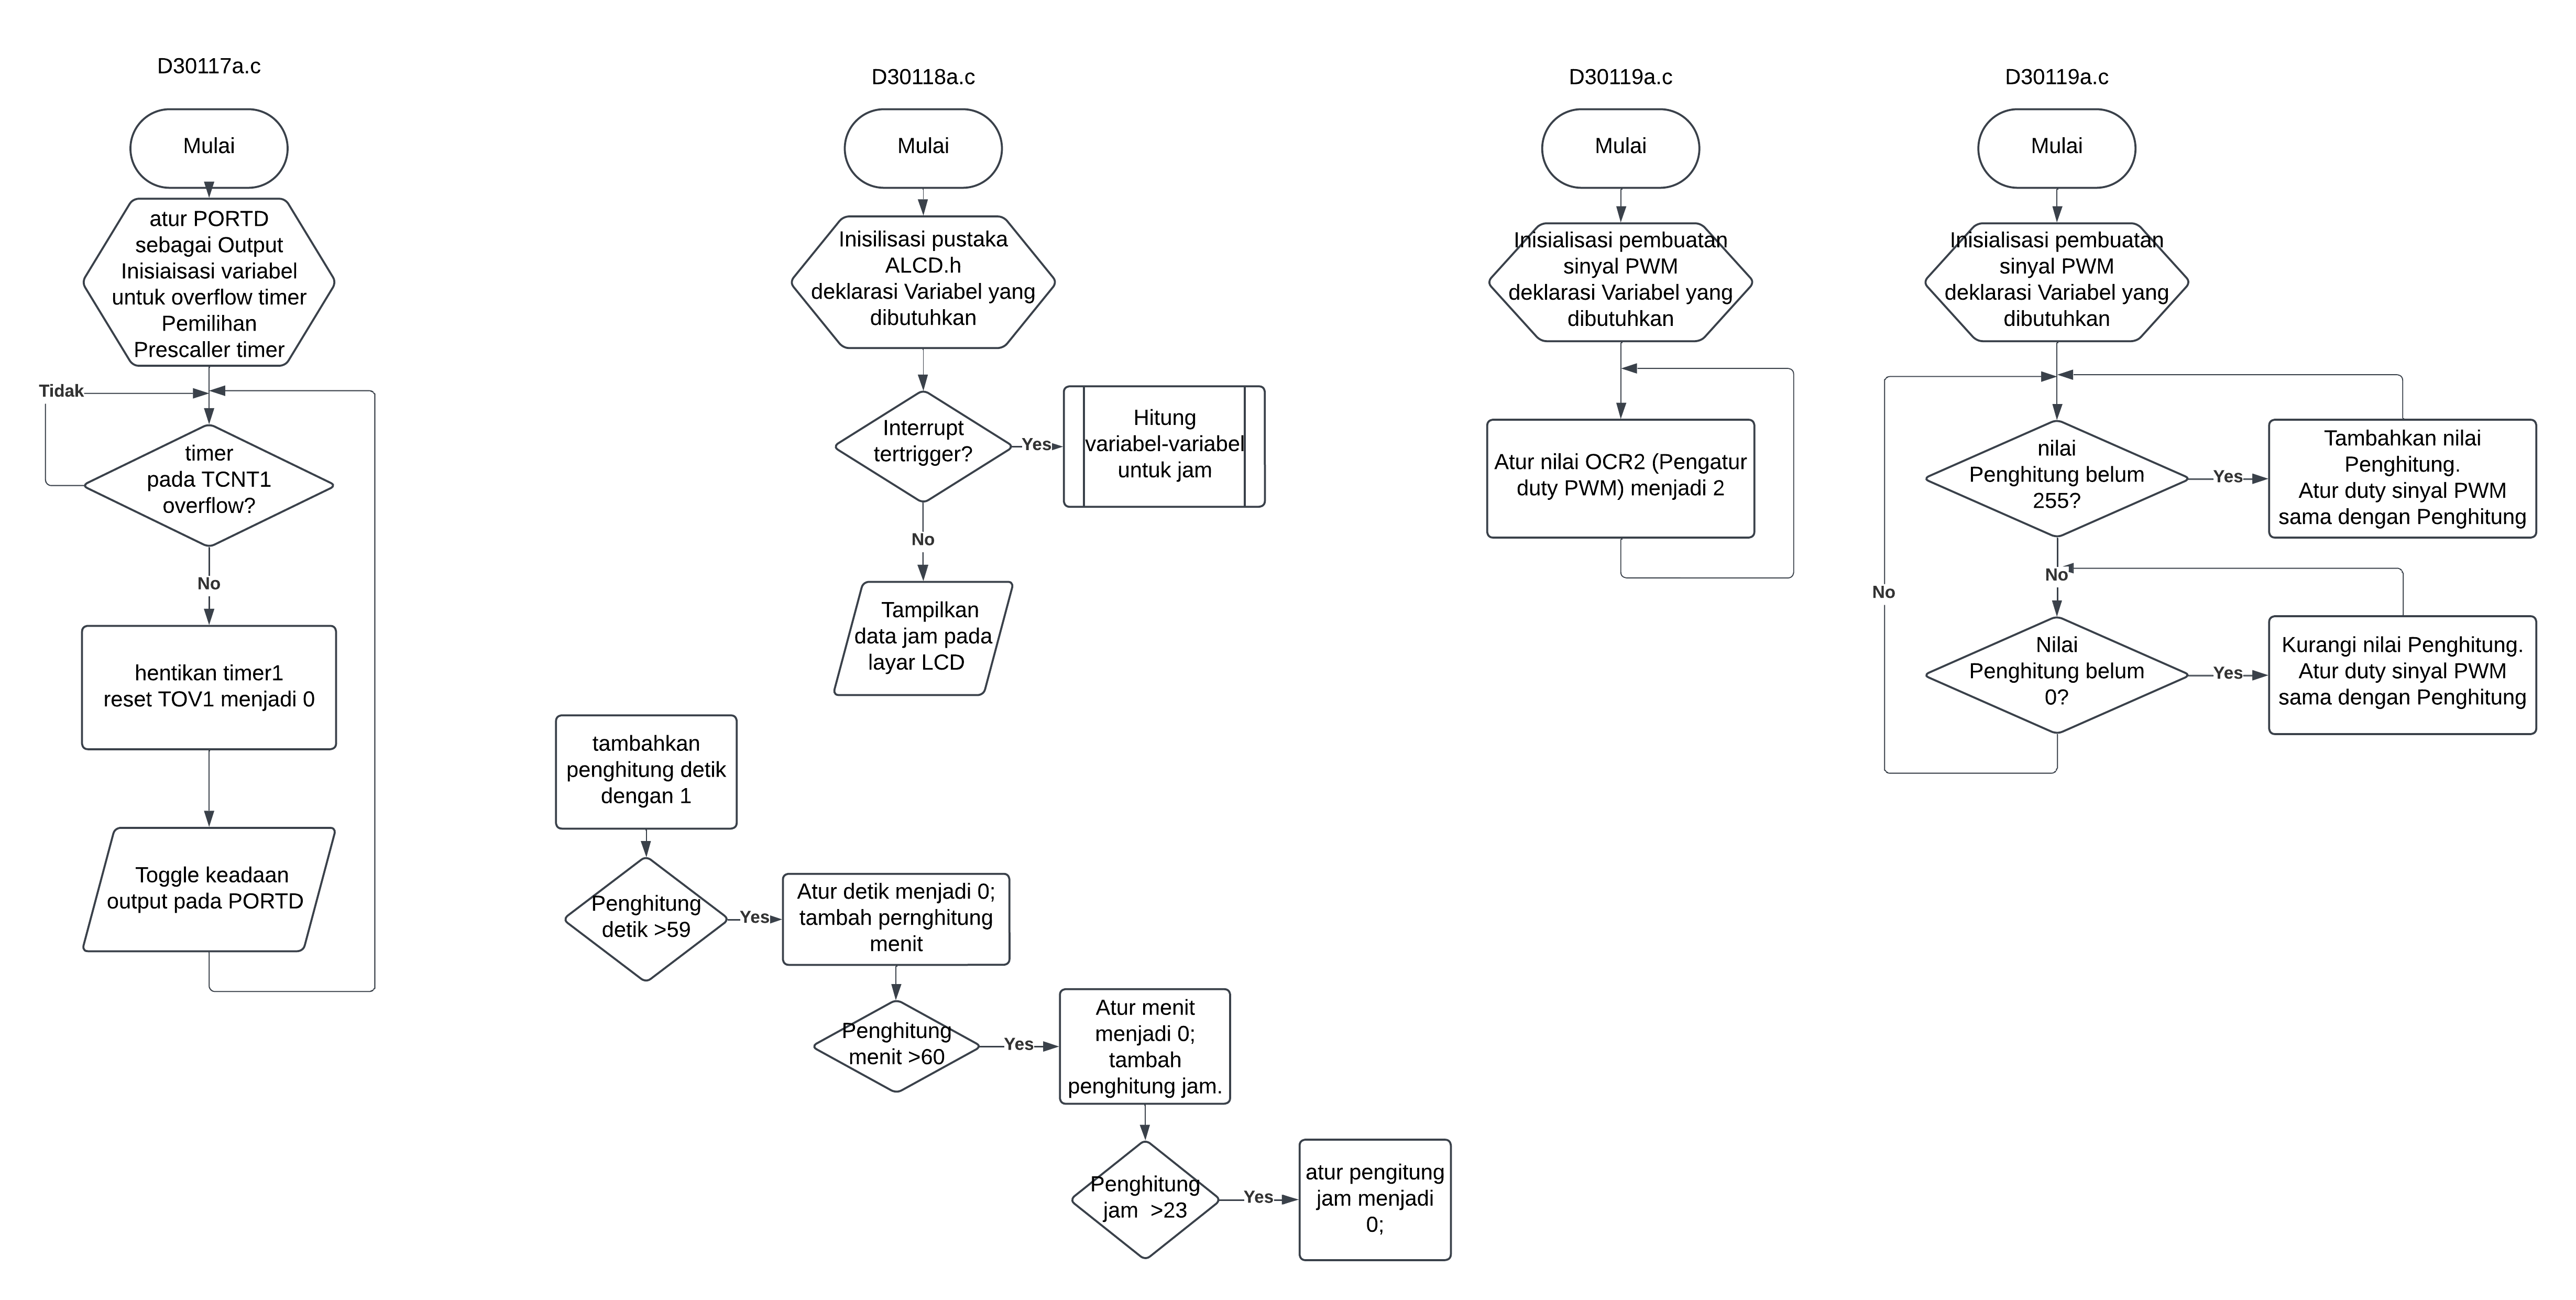 D30117a.c
Mulai
atur PORTD
sebagai Output
Inisiaisasi variabel
untuk overflow timer
Pemilihan
Prescaller timer
Tidak
timer
pada TCNT1
overflow?
No
hentikan timer1
reset TOV1 menjadi 0
Toggle keadaan
output pada PORTD
D30118a.c
Mulai
Inisilisasi pustaka
ALCD.h
deklarasi Variabel yang
dibutuhkan
Interrupt
tertrigger?
Yes
Hitung
variabel-variabel
untuk jam
No
Tampilkan
data jam pada
layar LCD
tambahkan
penghitung detik
dengan 1
Penghitung
detik >59
Yes
Atur detik menjadi 0;
tambah pernghitung
menit
Penghitung
menit >60
Yes
Atur menit
menjadi 0;
tambah
penghitung jam.
Penghitung
jam  >23
Yes
atur pengitung
jam menjadi
0;
D30119a.c
Mulai
Inisialisasi pembuatan
sinyal PWM
deklarasi Variabel yang
dibutuhkan
Atur nilai OCR2 (Pengatur
duty PWM) menjadi 2
D30119a.c
Mulai
Inisialisasi pembuatan
sinyal PWM
deklarasi Variabel yang
dibutuhkan
nilai
Penghitung belum
255?
Yes
Tambahkan nilai
Penghitung.
Atur duty sinyal PWM
sama dengan Penghitung
No
No
Nilai
Penghitung belum
0?
Yes
Kurangi nilai Penghitung.
Atur duty sinyal PWM
sama dengan Penghitung